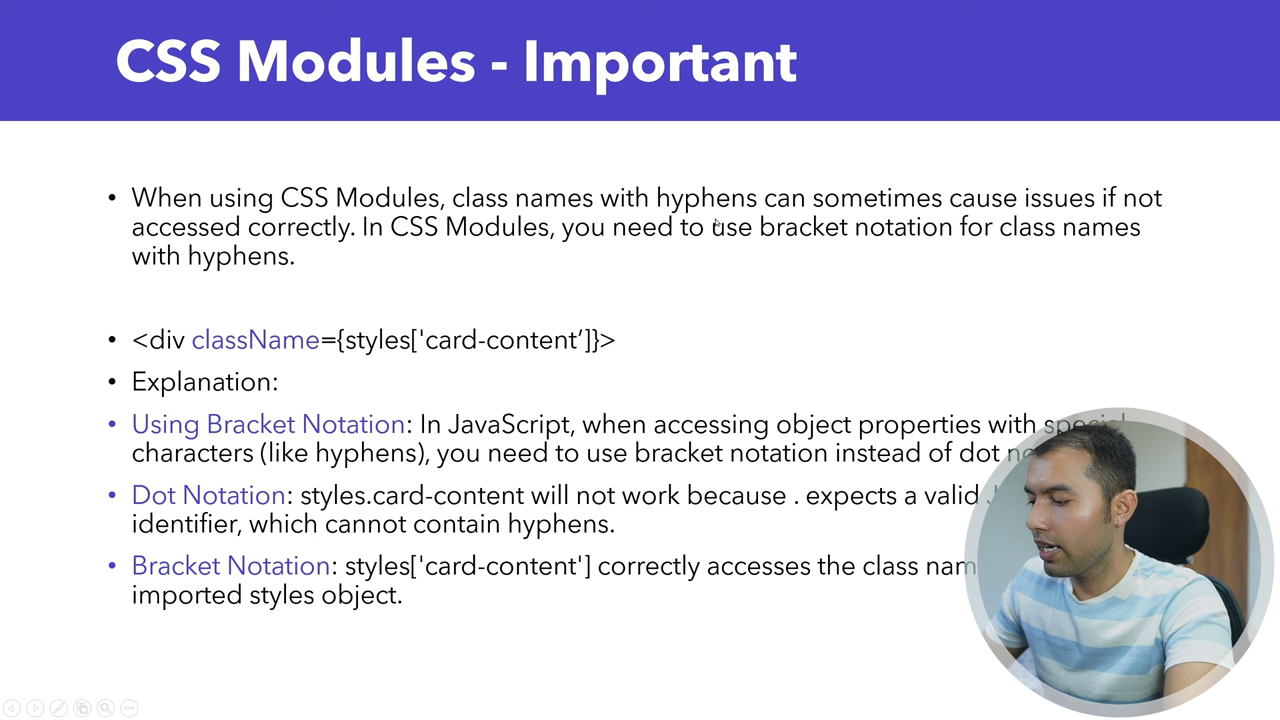 CSS Modules - Important
• When using CSS Modules, class names with hyphens can sometimes cause issues if not
accessed correctly. In CSS Modules, you need to use bracket notation for class names
with hyphens.
• <div className={styles['card-content’]}>
• Explanation:
• Using Bracket Notation: In JavaScript, when accessing object properties with special
characters (like hyphens), you need to use bracket notation instead of dot
• Dot Notation: styles.card-content will not work because . expects a valid
identifier, which cannot contain hyphens.
• Bracket Notation: styles['card-content'] correctly accesses the class
imported styles object.